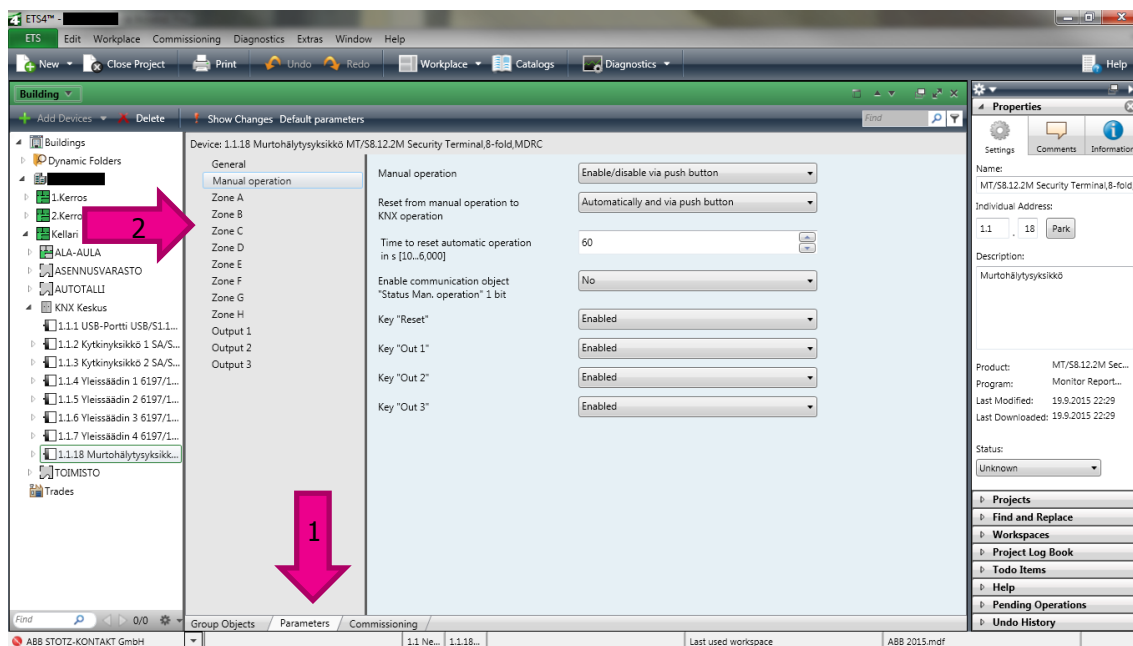 ETS4™ -
ETS Edit Workplace Commissioning Diagnostics Extras Window Help
New Close Project Print Undo Redo Workplace Catalogs Diagnostics Help
Building
Add Devices Delete
Buildings
Dynamic Folders
1.Kerros
2.Kerro
Kellari
ALA-AULA
ASENNUSVARASTO
AUTOTALLI
KNX Keskus
1.1.1 USB-Portti USB/S1.1...
1.1.2 Kytkinyksikkö 1 SA/S...
1.1.3 Kytkinyksikkö 2 SA/S...
1.1.4 Yleissäädin 1 6197/1...
1.1.5 Yleissäädin 2 6197/1...
1.1.6 Yleissäädin 3 6197/1...
1.1.7 Yleissäädin 4 6197/1...
1.1.18 Murtohälytysyksikk...
TOIMISTO
Trades
Find 0/0
2
Show Changes Default parameters Find
Device: 1.1.18 Murtohälytysyksikkö MT/S8.12.2M Security Terminal,8-fold,MDRC
General
Manual operation
Zone A
Zone B
Zone C
Zone D
Zone E
Zone F
Zone G
Zone H
Output 1
Output 2
Output 3
1
Manual operation Enable/disable via push button
Reset from manual operation to
KNX operation Automatically and via push button
Time to reset automatic operation
in s [10...6,000] 60
Enable communication object
"Status Man. operation" 1 bit No
Key "Reset" Enabled
Key "Out 1" Enabled
Key "Out 2" Enabled
Key "Out 3" Enabled
Group Objects Parameters Commissioning
Properties
Settings Comments Information
Name:
MT/S8.12.2M Security Terminal,8-fold,
Individual Address:
1.1 . 18 Park
Description:
Murtohälytysyksikkö
Product: MT/S8.12.2M Sec...
Program: Monitor Report...
Last Modified: 19.9.2015 22:29
Last Downloaded: 19.9.2015 22:29
Status:
Unknown
Projects
Find and Replace
Workspaces
Project Log Book
Todo Items
Help
Pending Operations
Undo History
ABB STOTZ-KONTAKT GmbH 1.1 Ne... 1.1.18... Last used workspace ABB 2015.mdf